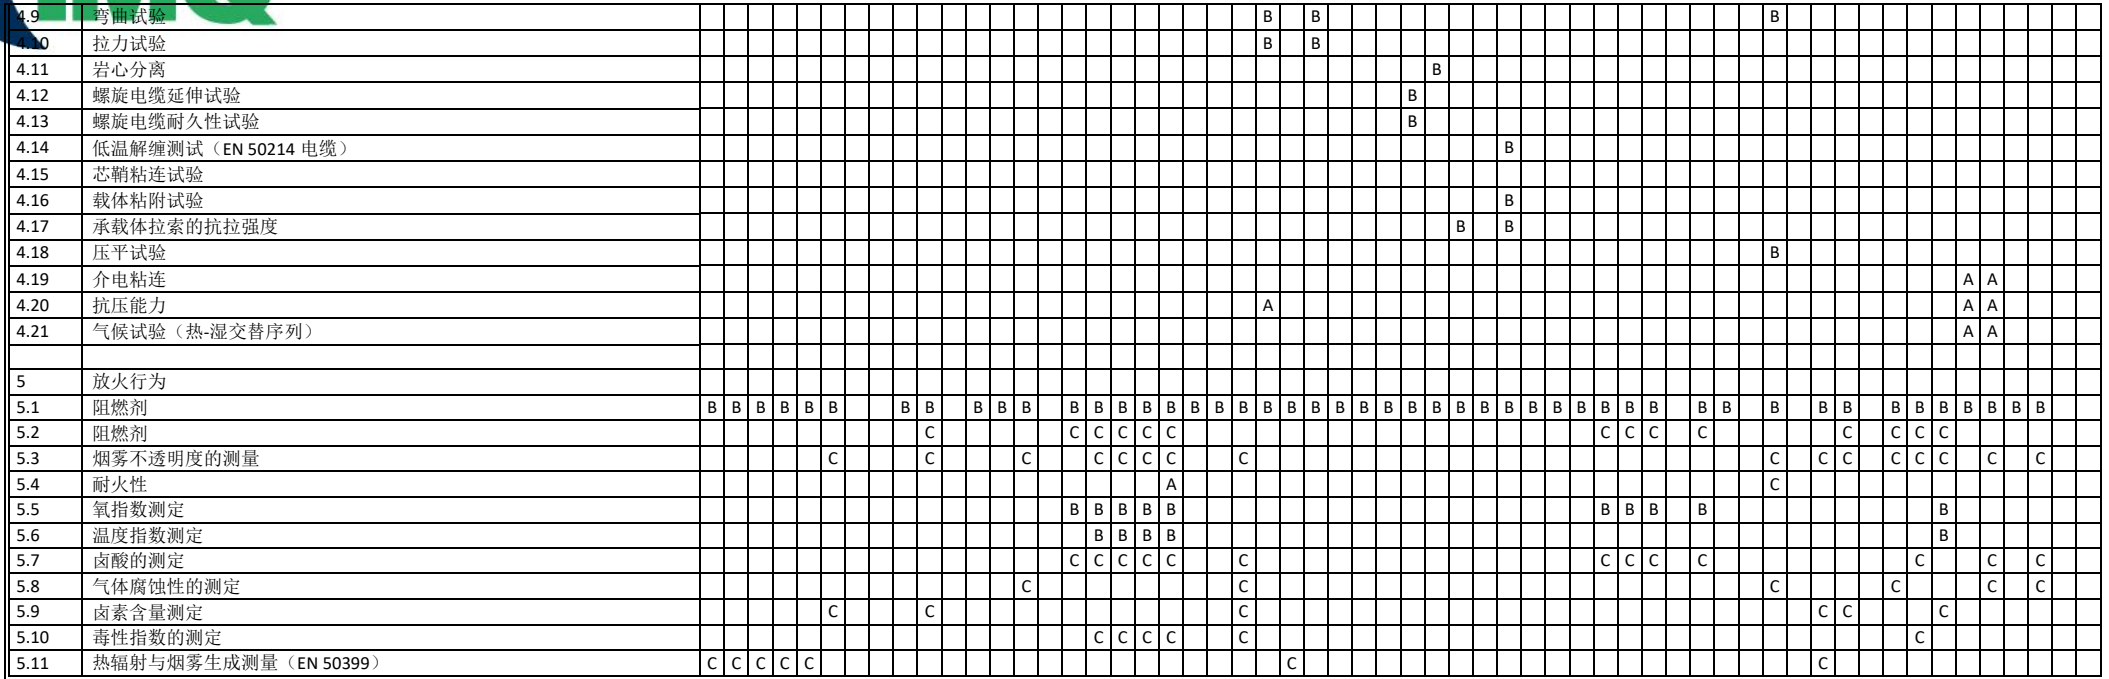 IMQ
4.9 弯曲试验 B B B
4.10 拉力试验 B B
4.11 岩心分离 B
4.12 螺旋电缆延伸试验 B
4.13 螺旋电缆耐久性试验 B
4.14 低温解缠测试（EN 50214 电缆） B
4.15 芯鞘粘连试验
4.16 载体粘附试验 B
4.17 承载体拉索的抗拉强度 B B
4.18 压平试验 B
4.19 介电粘连 A A
4.20 抗压能力 A A A
4.21 气候试验（热-湿交替序列） A A
5 放火行为
5.1 阻燃剂 B B B B B B B B B B B B B B B B B B B B B B B B B B B B B B B B B B B B B B B B B B B B B B B B B
5.2 阻燃剂 C C C C C C C C C C C C C C
5.3 烟雾不透明度的测量 C C C C C C C C C C C C C C C C
5.4 耐火性 A C
5.5 氧指数测定 B B B B B B B B B B
5.6 温度指数测定 B B B B B
5.7 卤酸的测定 C C C C C C C C C C C C C
5.8 气体腐蚀性的测定 C C C C C C
5.9 卤素含量测定 C C C C C C
5.10 毒性指数的测定 C C C C C C
5.11 热辐射与烟雾生成测量（EN 50399） C C C C C C C